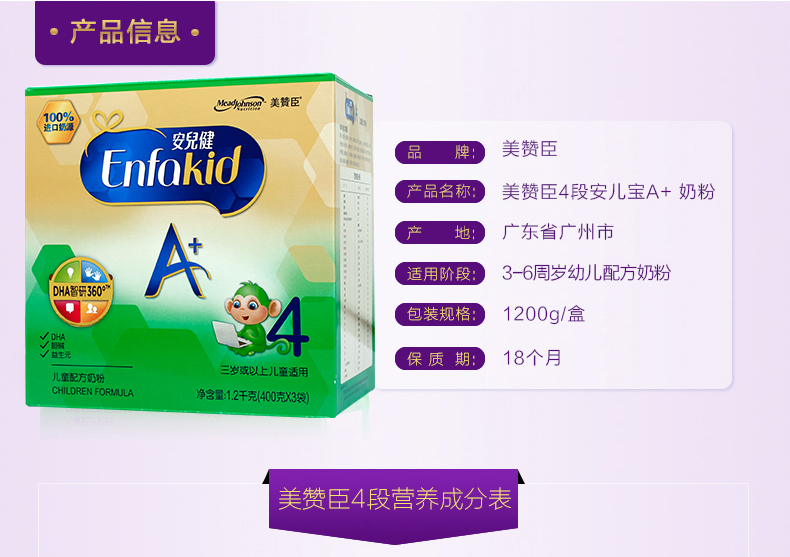 产品信息
MeadJohnson
Nutrition
美赞臣
100%
进口奶源
安兒健
Enfakid
A+
DHA智研360°™
4
DHA
胆碱
益生元
三岁或以上儿童适用
儿童配方奶粉
CHILDREN FORMULA
净含量:1.2千克(400克X3袋)
品 牌: 美赞臣
产品名称: 美赞臣4段安儿宝A+ 奶粉
产 地: 广东省广州市
适用阶段: 3-6周岁幼儿配方奶粉
包装规格: 1200g/盒
保 质 期: 18个月
美赞臣4段营养成分表